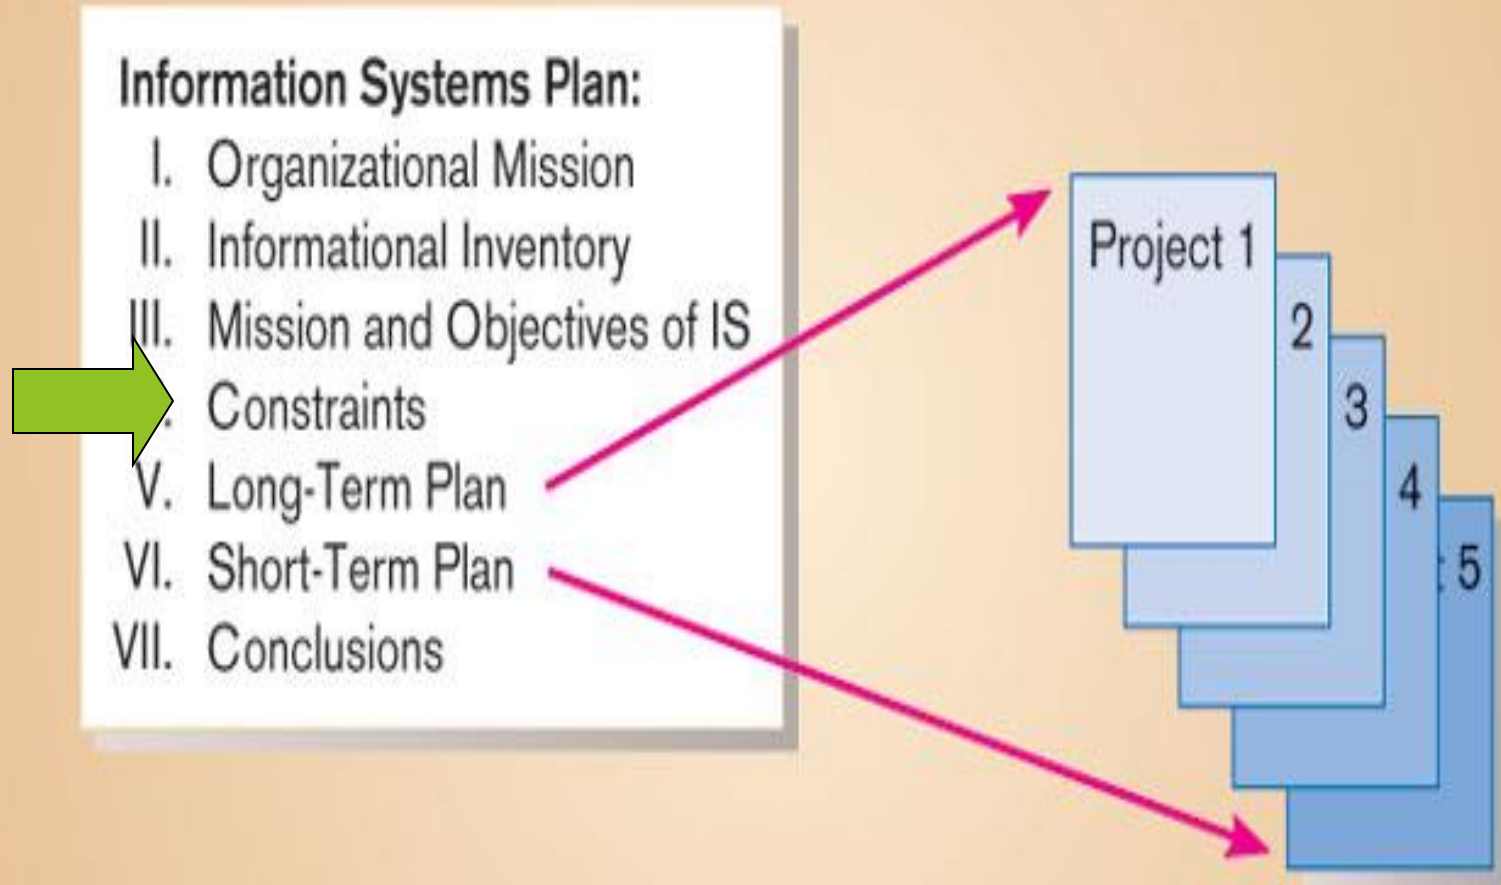 Information Systems Plan:
I. Organizational Mission
II. Informational Inventory
III. Mission and Objectives of IS
. Constraints
V. Long-Term Plan
VI. Short-Term Plan
VII. Conclusions
Project 1
2
3
4
5